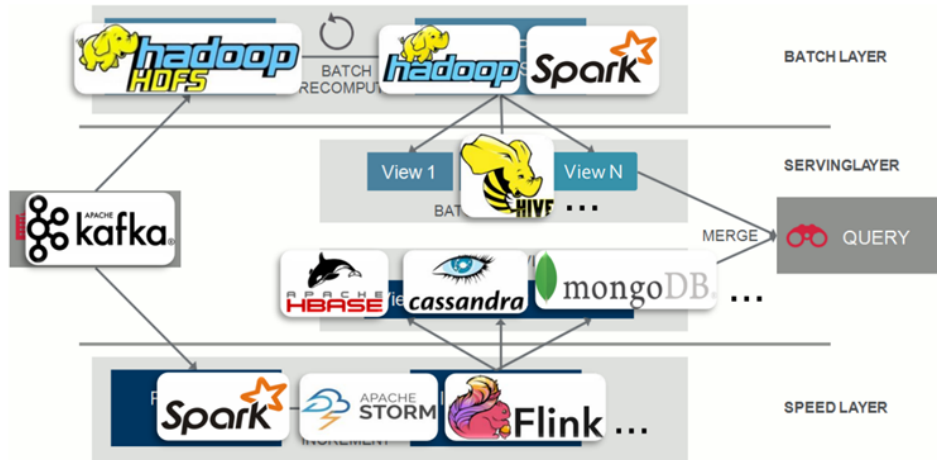 hadoop
HDFS
BATCH
RECOMPUT
hadoop
Spark
BATCH LAYER
View 1
HIVE
View N
...
SERVINGLAYER
APACHE
kafka®
MERGE
QUERY
APACHE
HBASE
cassandra
mongoDB.
...
Spark
APACHE
STORM
Flink
...
SPEED LAYER